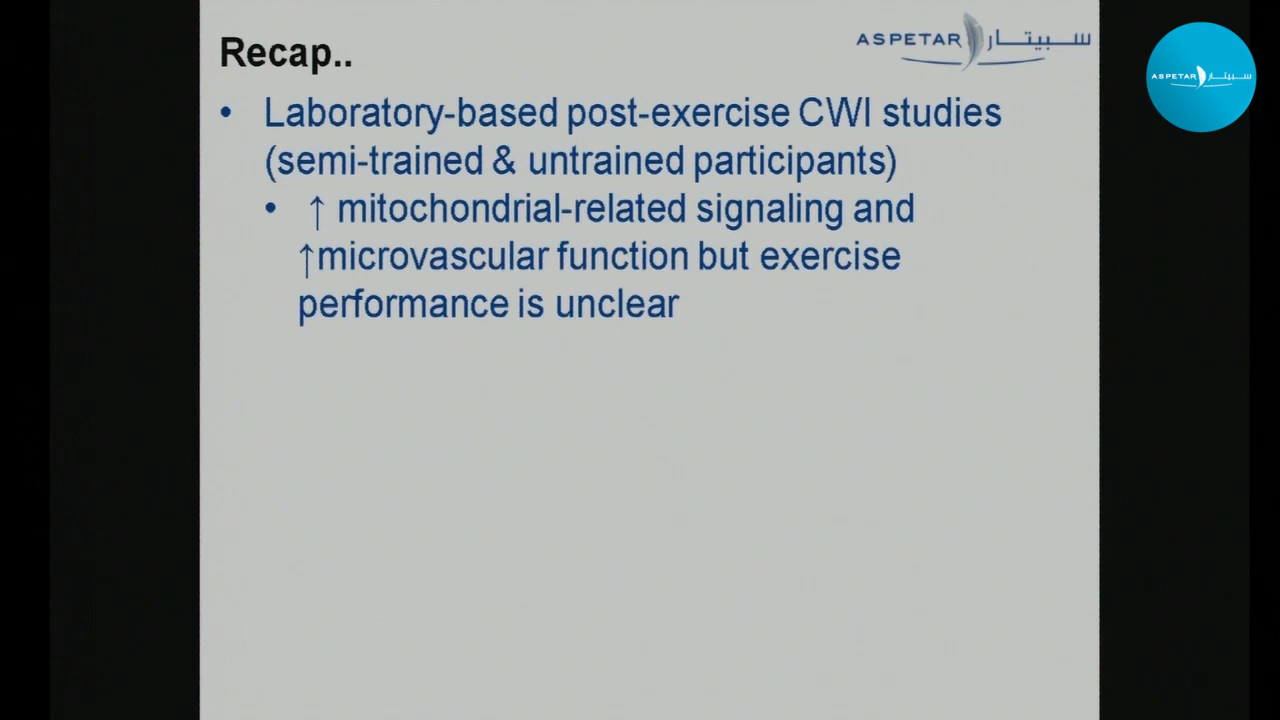 Recap..
ASPETAR سبيتار
ASPETAR سبيتار
• Laboratory-based post-exercise CWI studies
(semi-trained & untrained participants)
• ↑ mitochondrial-related signaling and
↑microvascular function but exercise
performance is unclear